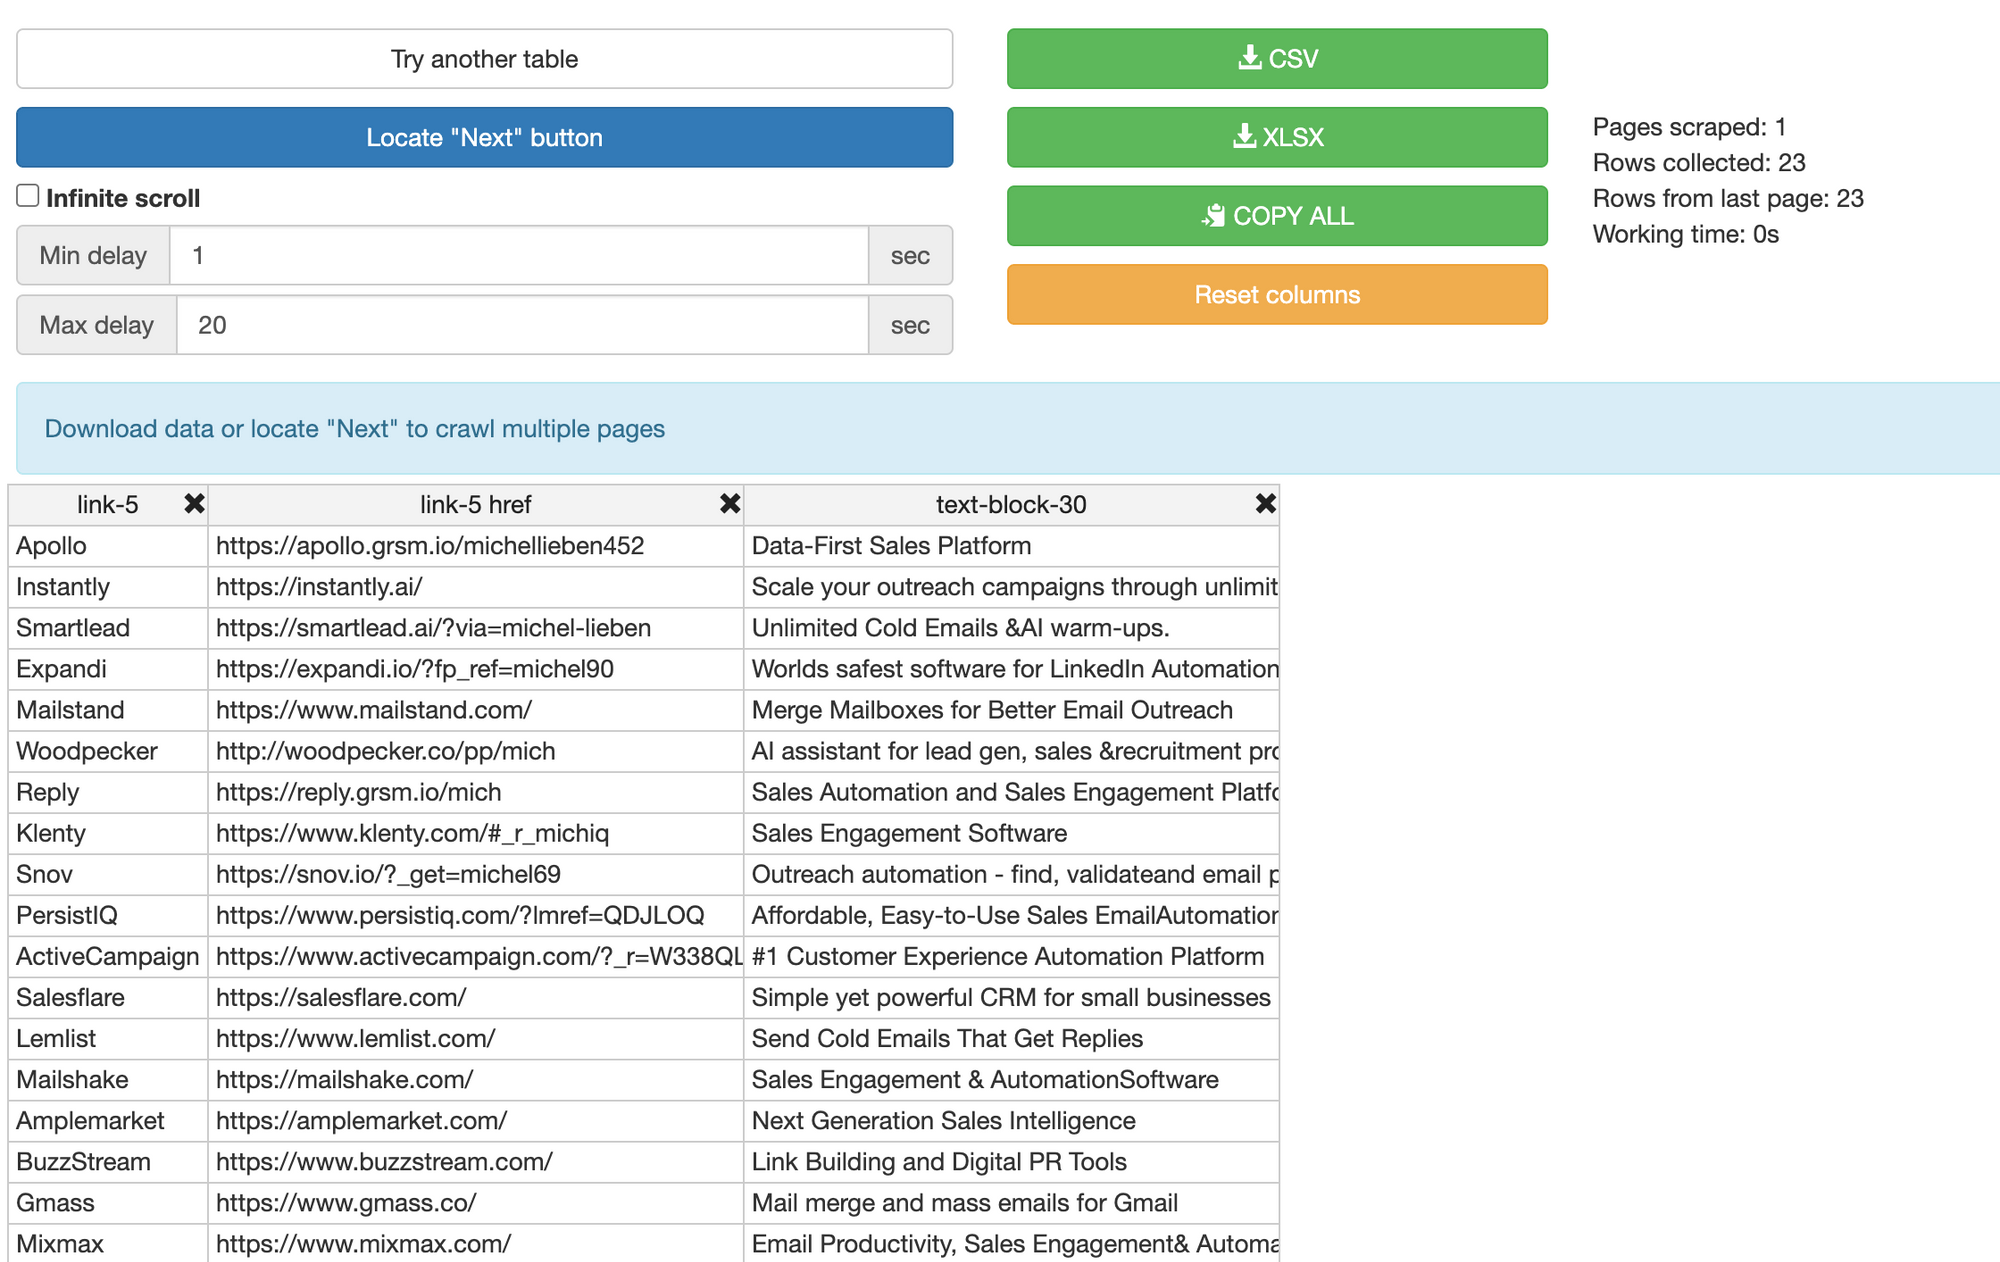 Try another table
Locate "Next" button
Infinite scroll
Min delay 1 sec
Max delay 20 sec
CSV
XLSX
COPY ALL
Reset columns
Pages scraped: 1
Rows collected: 23
Rows from last page: 23
Working time: 0s
Download data or locate "Next" to crawl multiple pages
link-5 link-5 href text-block-30
Apollo https://apollo.grsm.io/michellieben452 Data-First Sales Platform
Instantly https://instantly.ai/ Scale your outreach campaigns through unlimit
Smartlead https://smartlead.ai/?via=michel-lieben Unlimited Cold Emails &AI warm-ups.
Expandi https://expandi.io/?fp_ref=michel90 Worlds safest software for LinkedIn Automation
Mailstand https://www.mailstand.com/ Merge Mailboxes for Better Email Outreach
Woodpecker http://woodpecker.co/pp/mich AI assistant for lead gen, sales &recruitment pro
Reply https://reply.grsm.io/mich Sales Automation and Sales Engagement Platfo
Klenty https://www.klenty.com/#_r_michiq Sales Engagement Software
Snov https://snov.io/?_get=michel69 Outreach automation - find, validateand email p
PersistIQ https://www.persistiq.com/?lmref=QDJLOQ Affordable, Easy-to-Use Sales EmailAutomation
ActiveCampaign https://www.activecampaign.com/?_r=W338QL #1 Customer Experience Automation Platform
Salesflare https://salesflare.com/ Simple yet powerful CRM for small businesses
Lemlist https://www.lemlist.com/ Send Cold Emails That Get Replies
Mailshake https://mailshake.com/ Sales Engagement & AutomationSoftware
Amplemarket https://amplemarket.com/ Next Generation Sales Intelligence
BuzzStream https://www.buzzstream.com/ Link Building and Digital PR Tools
Gmass https://www.gmass.co/ Mail merge and mass emails for Gmail
Mixmax https://www.mixmax.com/ Email Productivity, Sales Engagement& Automa